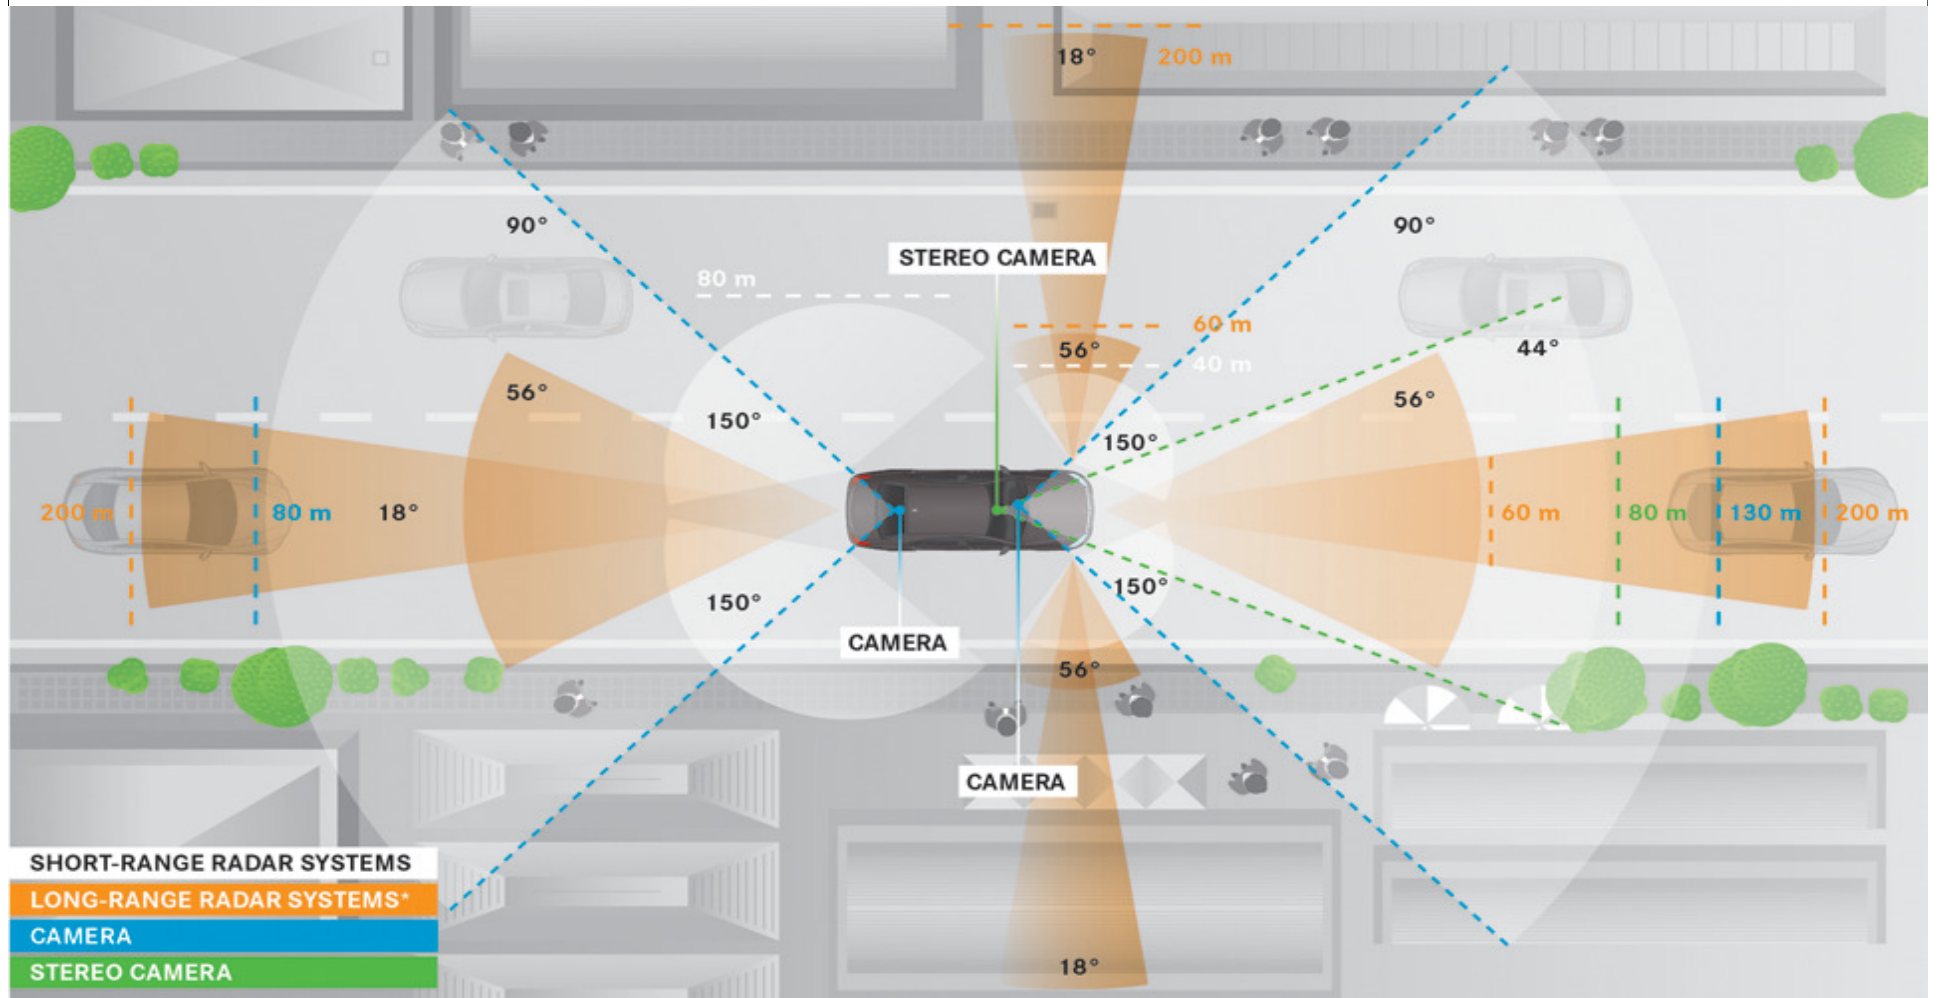 18°
200 m
90°
90°
STEREO CAMERA
80 m
60 m
56°
40 m
44°
56°
56°
150°
150°
200 m
80 m
18°
60 m
80 m
130 m
200 m
150°
150°
CAMERA
56°
CAMERA
18°
SHORT-RANGE RADAR SYSTEMS
LONG-RANGE RADAR SYSTEMS*
CAMERA
STEREO CAMERA